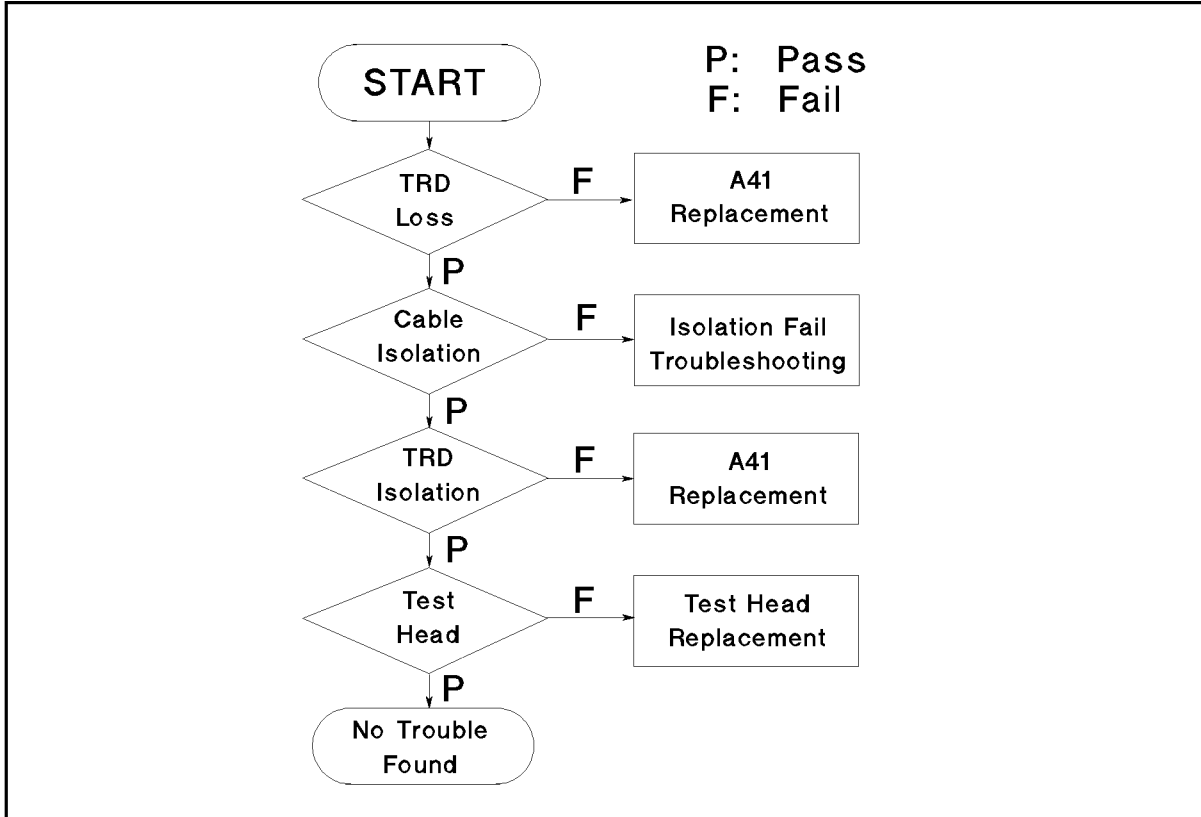 START
P: Pass
F: Fail
TRD
Loss
F
A41
Replacement
P
Cable
Isolation
F
Isolation Fail
Troubleshooting
P
TRD
Isolation
F
A41
Replacement
P
Test
Head
F
Test Head
Replacement
P
No Trouble
Found